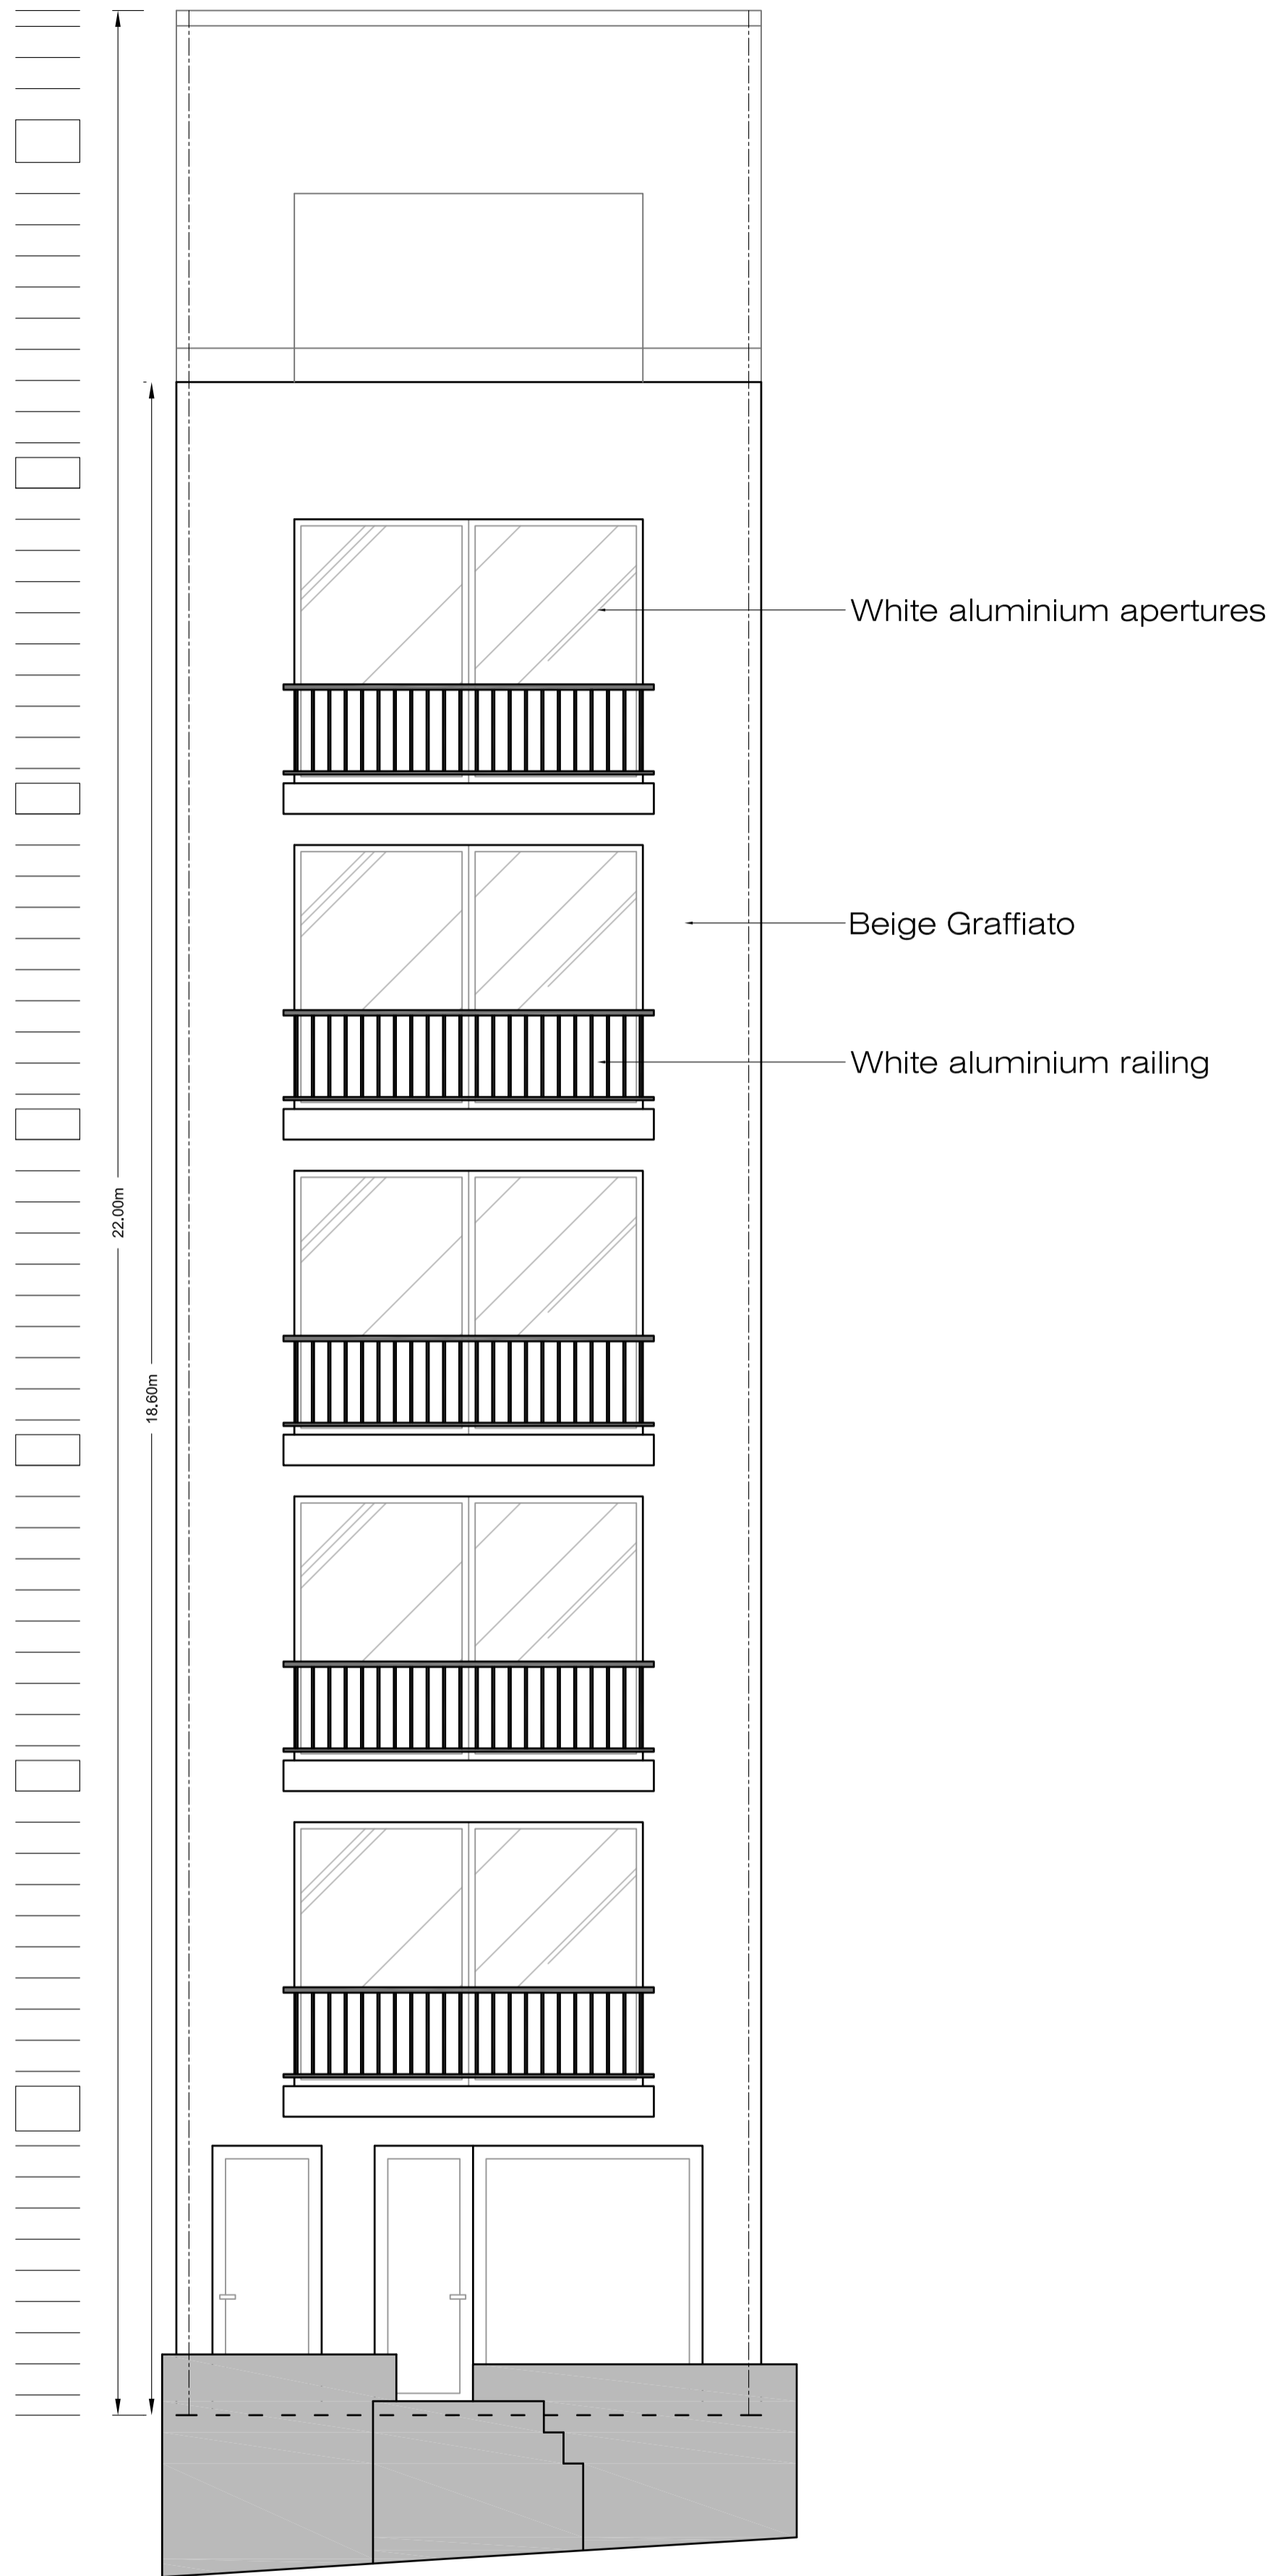 White aluminium apertures
Beige Graffiato
White aluminium railing
22.00m
18.60m